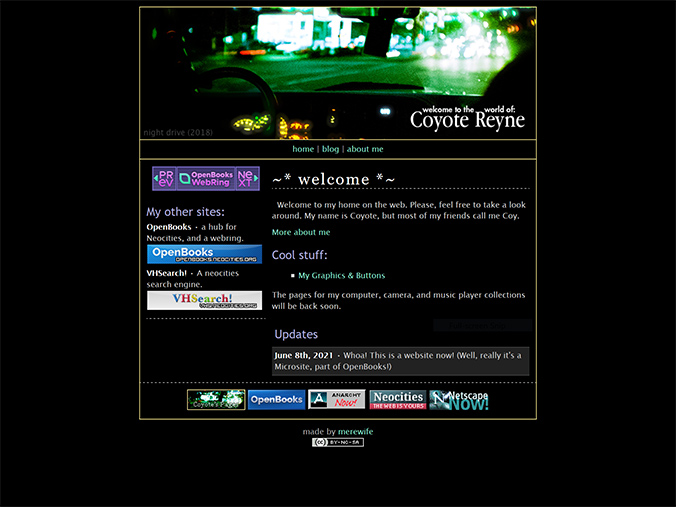 welcome to the world of:
Coyote Reyne
night drive (2018)
home | blog | about me
PREV
OpenBooks
WebRing
NEXT
My other sites:
OpenBooks • a hub for
Neocities, and a webring.
OpenBooks
OPENBOOKS.NEOCITIES.ORG
VHSearch! • A neocities
search engine.
VHSearch!
VHS.NEOCITIES.ORG
~* welcome *~
Welcome to my home on the web. Please, feel free to take a look
around. My name is Coyote, but most of my friends call me Coy.
More about me
Cool stuff:
My Graphics & Buttons
The pages for my computer, camera, and music player collections
will be back soon.
Updates
June 8th, 2021 • Whoa! This is a website now! (Well, really it's a
Microsite, part of OpenBooks!)
Coyote's Page
OpenBooks
ANARCHY
Now!
Neocities
THE WEB IS YOURS
Netscape
NOW!
made by merewife
cc BY-NC-SA